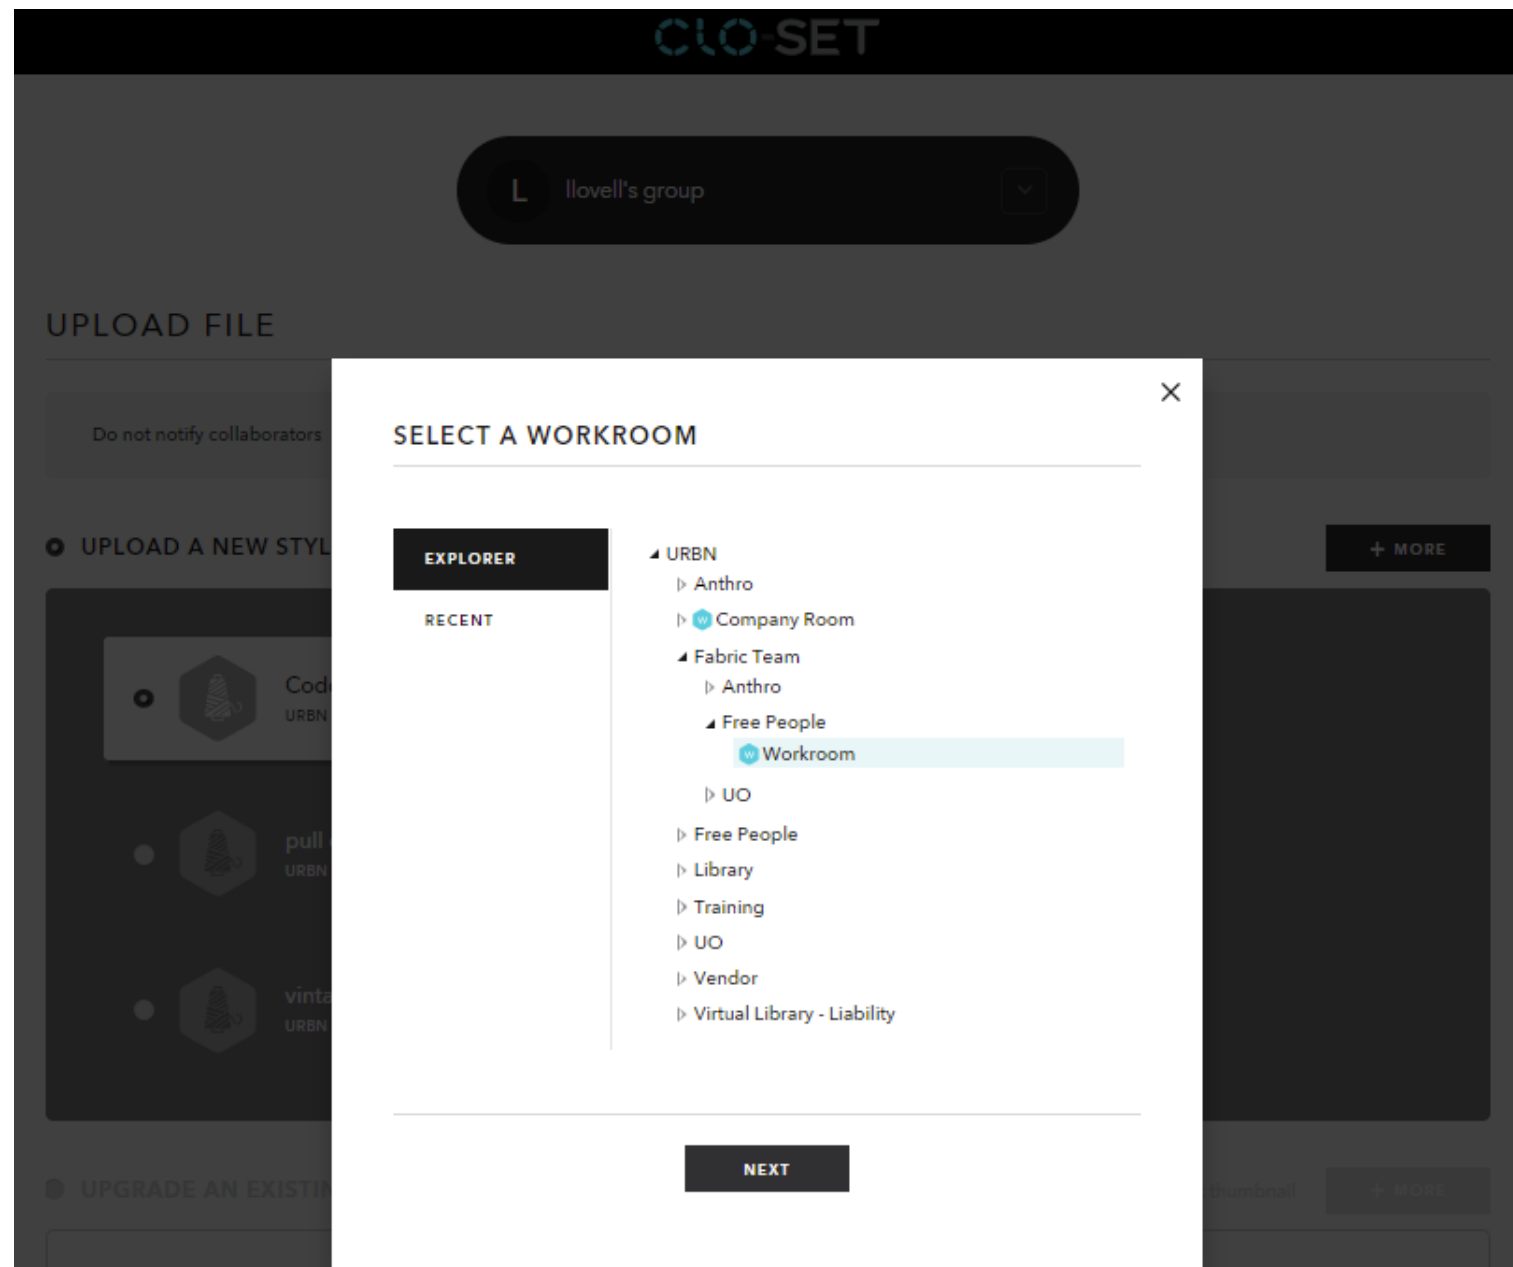 CLO-SET
L llovell's group
UPLOAD FILE
Do not notify collaborators
SELECT A WORKROOM
UPLOAD A NEW STYL
+ MORE
EXPLORER
RECENT
URBN
Anthro
W Company Room
Fabric Team
Anthro
Free People
W Workroom
UO
Free People
Library
Training
UO
Vendor
Virtual Library - Liability
Cod
URBN
pull
URBN
vinta
URBN
NEXT
UPGRADE AN EXISTIN
thumbnail
+ MORE